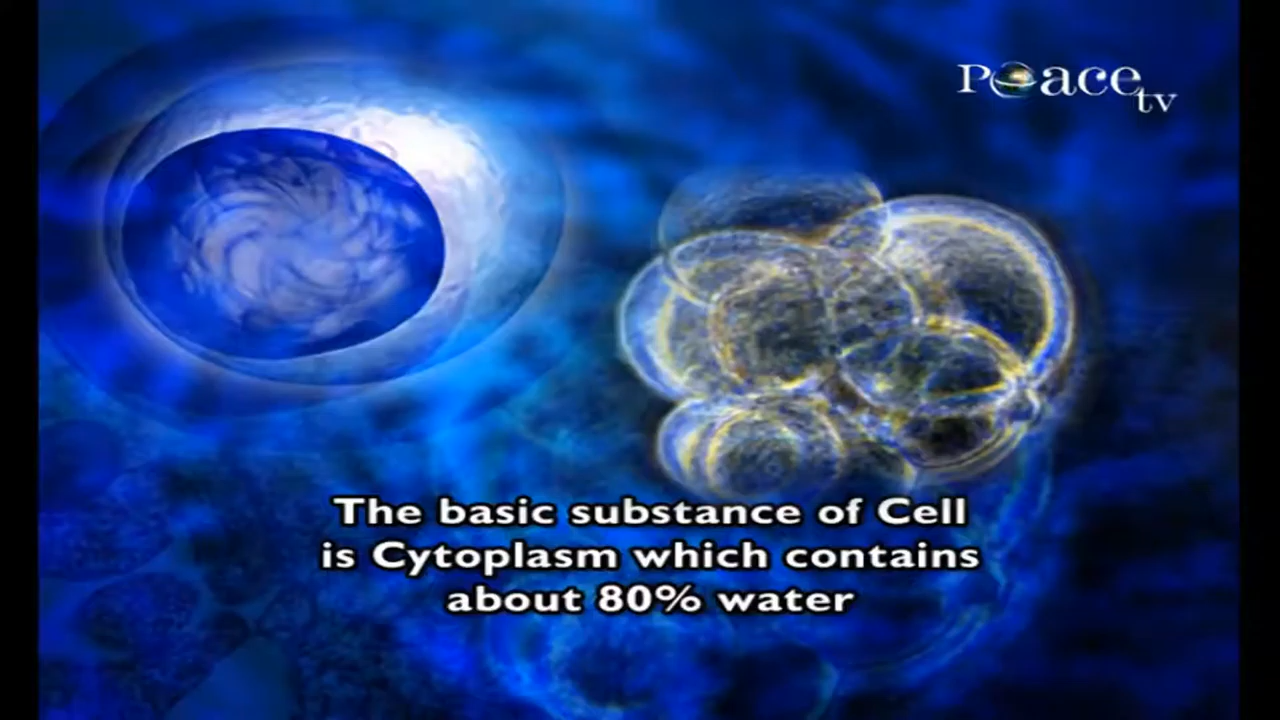 Peace tv
The basic substance of Cell
is Cytoplasm which contains
about 80% water